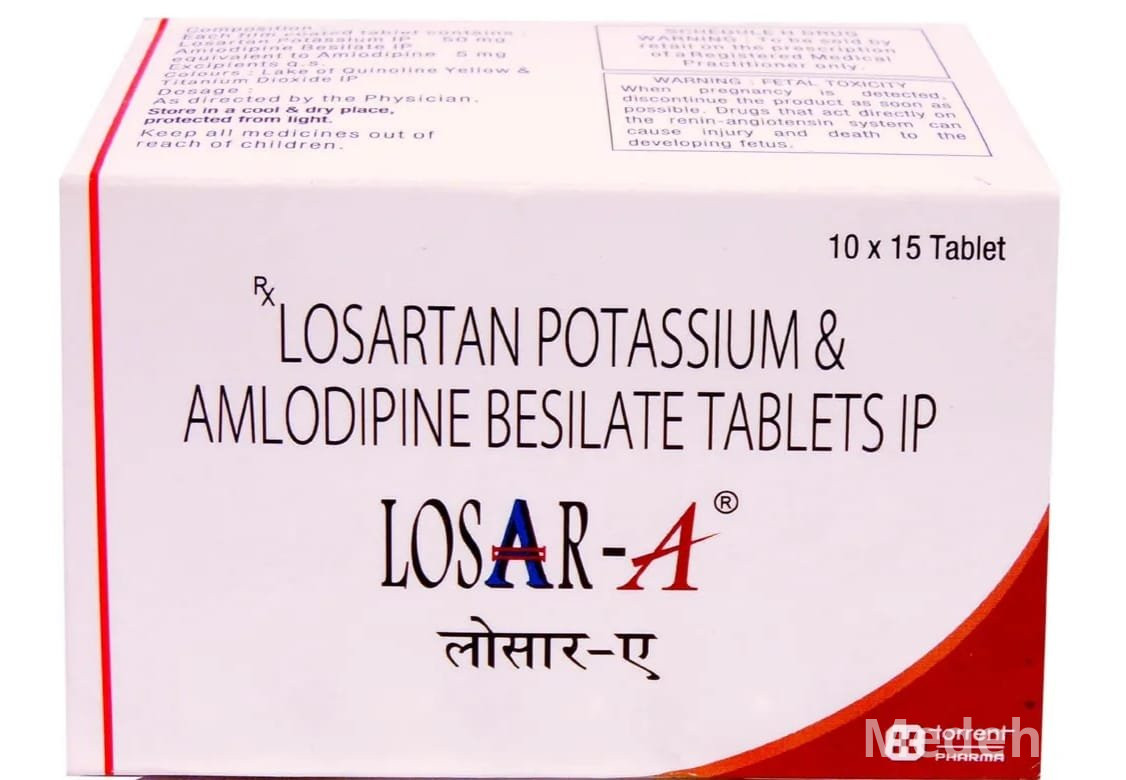 Composition
Each film coated tablet contains :
Losartan Potassium IP 50 mg
Amlodipine Besilate IP
equivalent to Amlodipine 5 mg
Excipients q.s.
Colours : Lake of Quinoline Yellow &
Titanium Dioxide IP
Dosage :
As directed by the Physician.
Store in a cool & dry place,
protected from light.
Keep all medicines out of
reach of children.
SCHEDULE H DRUG
WARNING : To be sold by
retail on the prescription
of a Registered Medical
Practitioner only.
WARNING : FETAL TOXICITY
When pregnancy is detected,
discontinue the product as soon as
possible. Drugs that act directly on
the renin-angiotensin system can
cause injury and death to the
developing fetus.
10 x 15 Tablet
Rx
LOSARTAN POTASSIUM &
AMLODIPINE BESILATE TABLETS IP
LOSAR-A®
लोसार-ए
Medeh
torrent
PHARMA